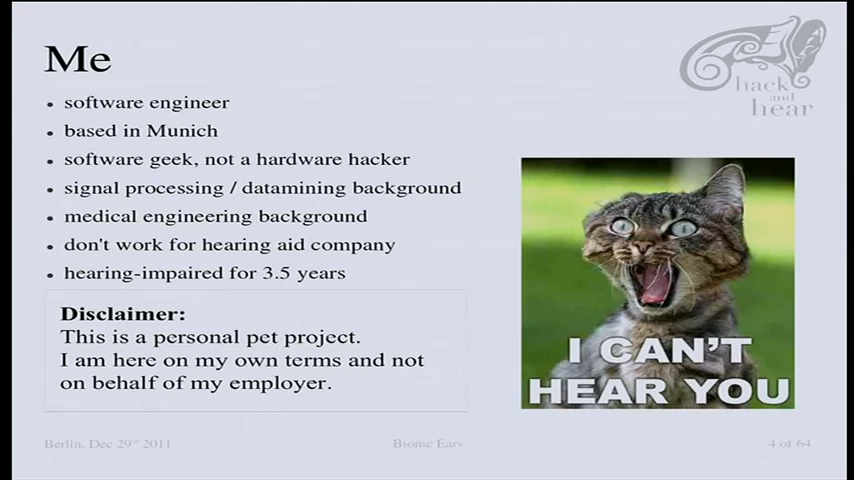 Me
hack
and
hear
• software engineer
• based in Munich
• software geek, not a hardware hacker
• signal processing / datamining background
• medical engineering background
• don't work for hearing aid company
• hearing-impaired for 3.5 years
Disclaimer:
This is a personal pet project.
I am here on my own terms and not
on behalf of my employer.
I CAN'T
HEAR YOU
Berlin, Dec 29th 2011
Bionic Ears
4 of 64